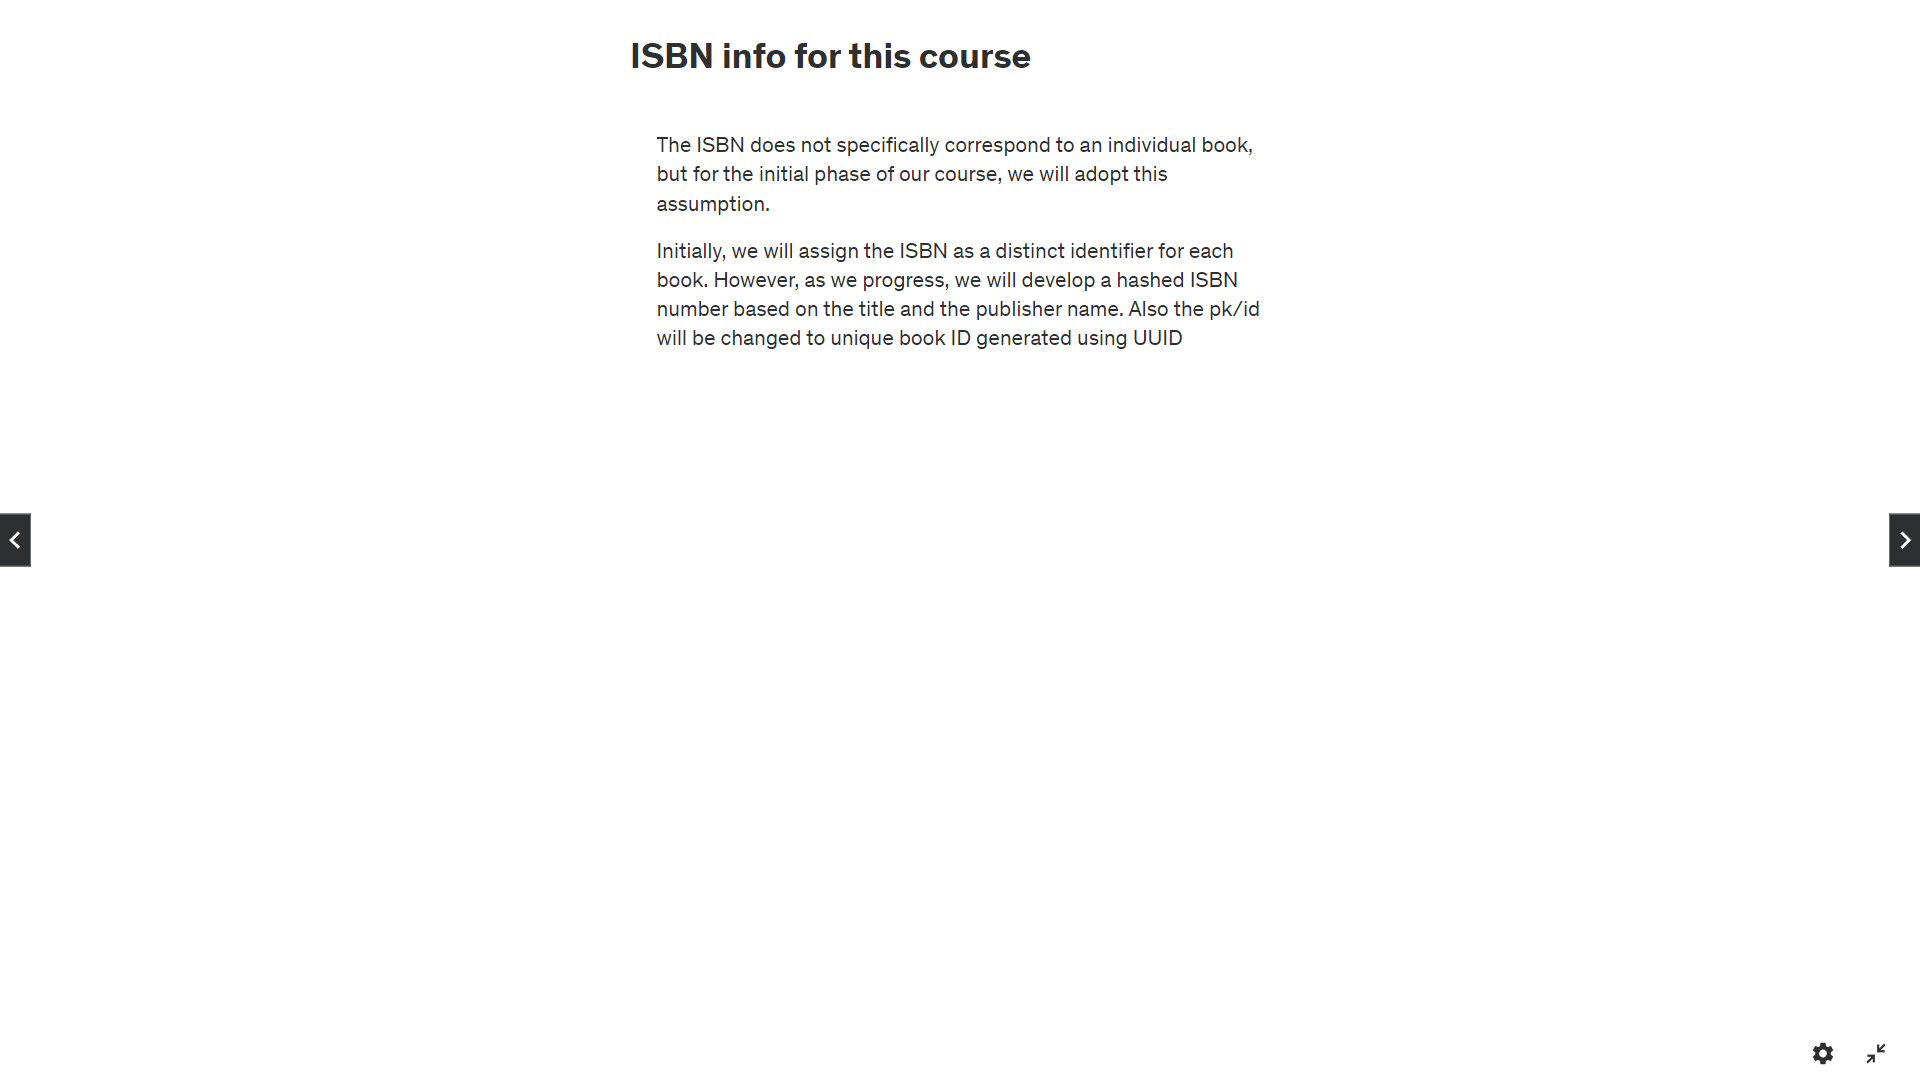 ISBN info for this course
The ISBN does not specifically correspond to an individual book,
but for the initial phase of our course, we will adopt this
assumption.
Initially, we will assign the ISBN as a distinct identifier for each
book. However, as we progress, we will develop a hashed ISBN
number based on the title and the publisher name. Also the pk/id
will be changed to unique book ID generated using UUID